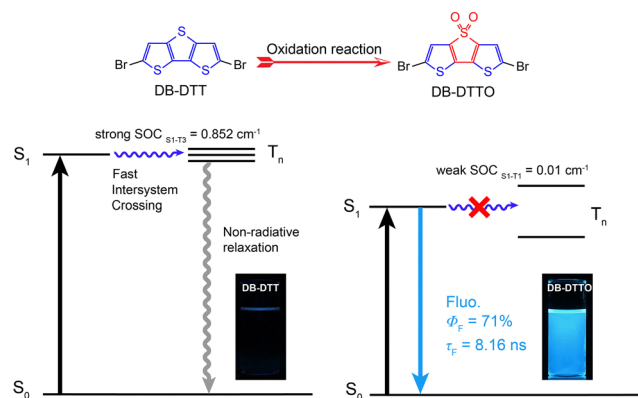 S
Br
S
S
Br
DB-DTT
Oxidation reaction
O
O
S
Br
S
S
Br
DB-DTTO
strong SOC S1-T3 = 0.852 cm-1
S1
Tn
Fast
Intersystem
Crossing
Non-radiative
relaxation
DB-DTT
S0
weak SOC S1-T1 = 0.01 cm-1
S1
Tn
Fluo.
ΦF = 71%
τF = 8.16 ns
DB-DTTO
S0